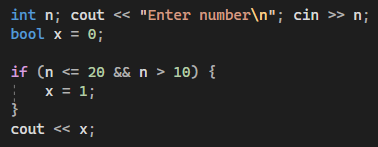 int n; cout << "Enter number\n"; cin >> n;
bool x = 0;
if (n <= 20 && n > 10) {
x = 1;
}
cout << x;